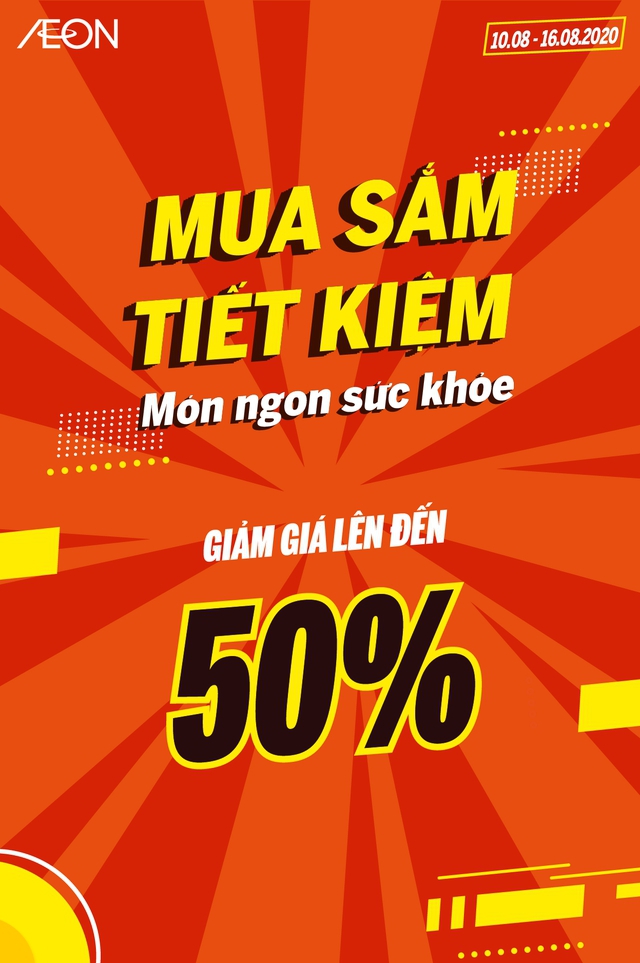 ÆON
10.08 - 16.08.2020
MUA SẮM
TIẾT KIỆM
Món ngon sức khỏe
GIẢM GIÁ LÊN ĐẾN
50%